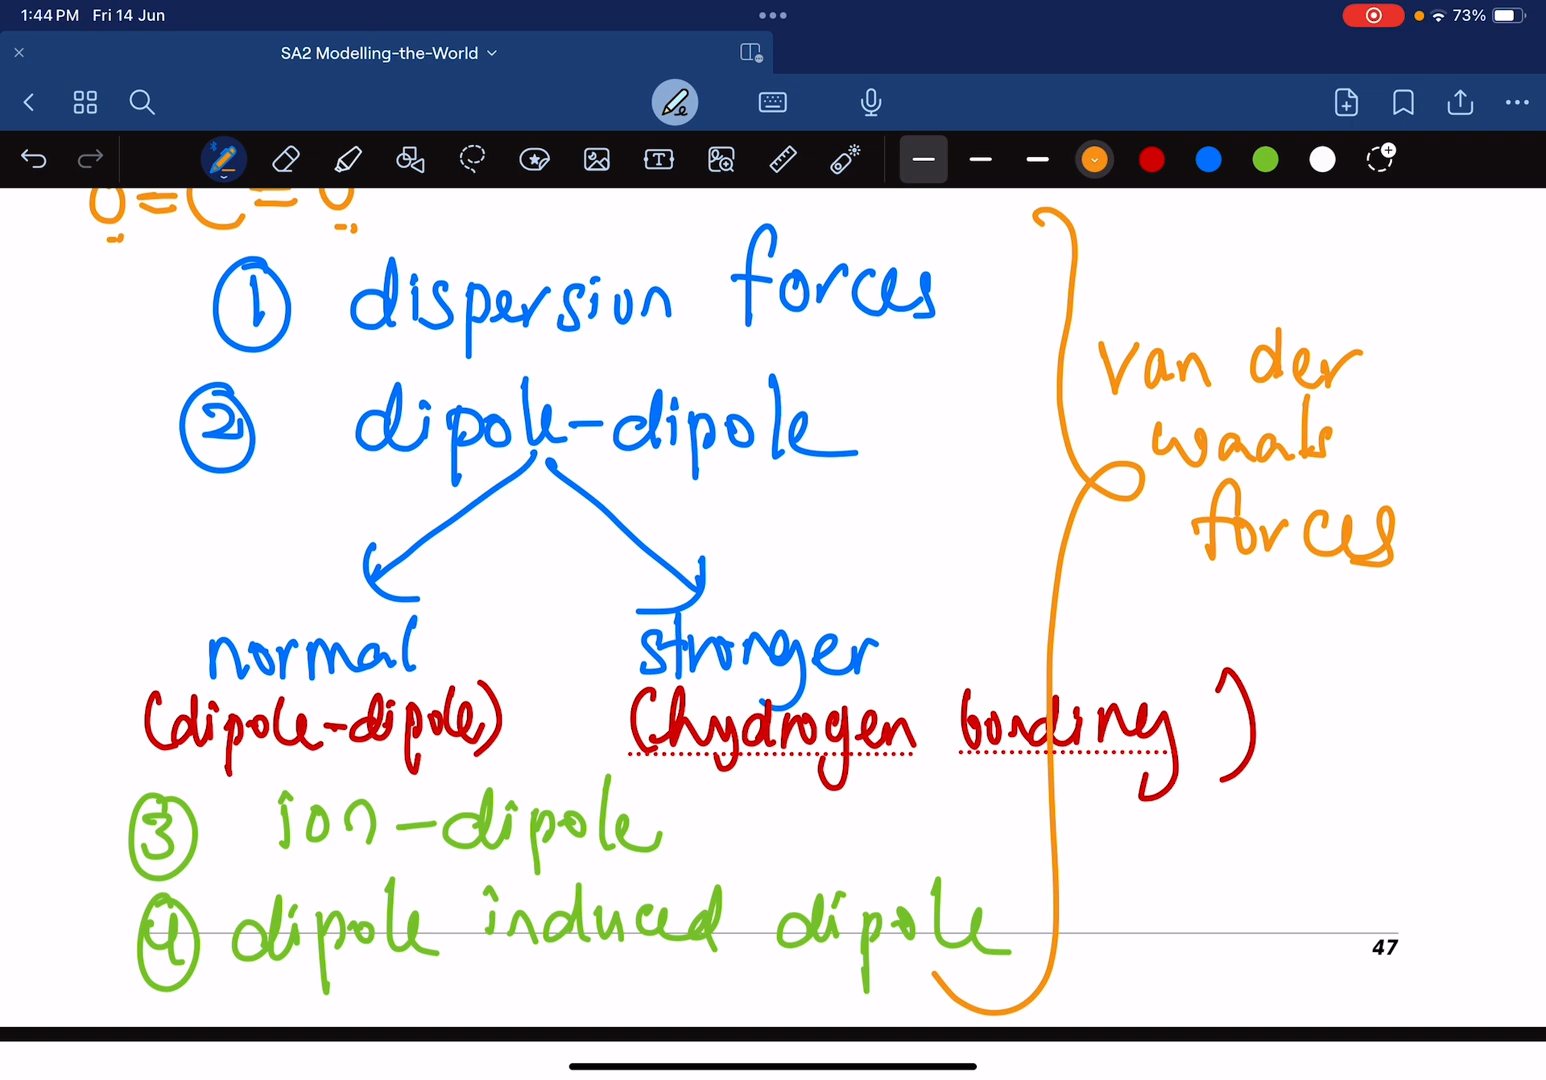 1:44 PM Fri 14 Jun
73%
SA2 Modelling-the-World
O=C=O
① dispersion forces
② dipole-dipole
normal
stronger
(dipole-dipole)
(hydrogen bonding)
③ ion-dipole
④ dipole induced dipole
van der
waals
forces
47